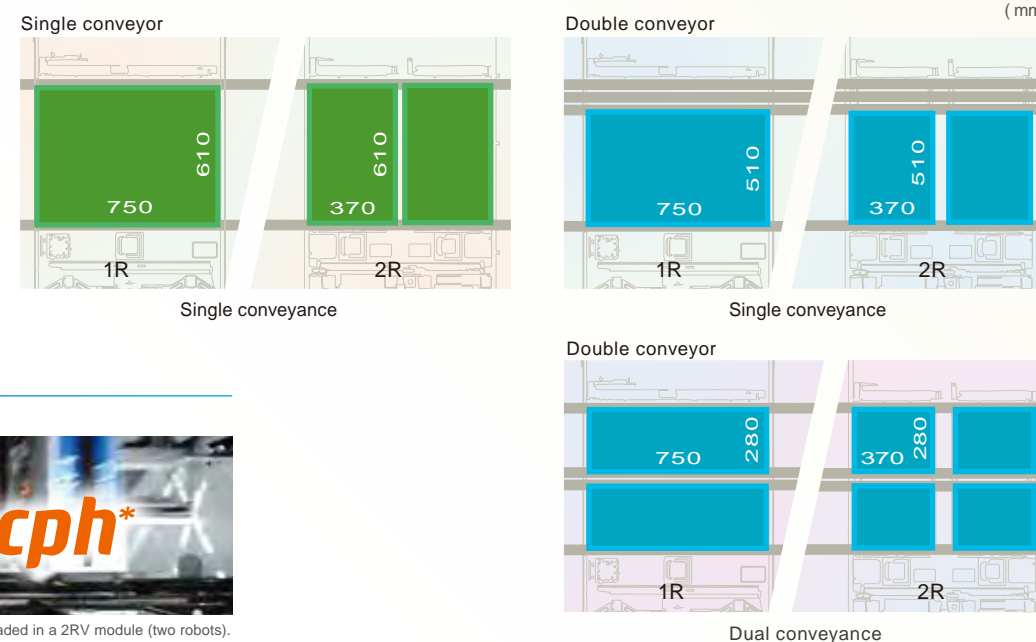 ( mm
Single conveyor
610
750
1R
610
370
2R
Single conveyance
Double conveyor
510
750
1R
510
370
2R
Single conveyance
Double conveyor
280
750
1R
280
370
2R
Dual conveyance
cph*
aded in a 2RV module (two robots).